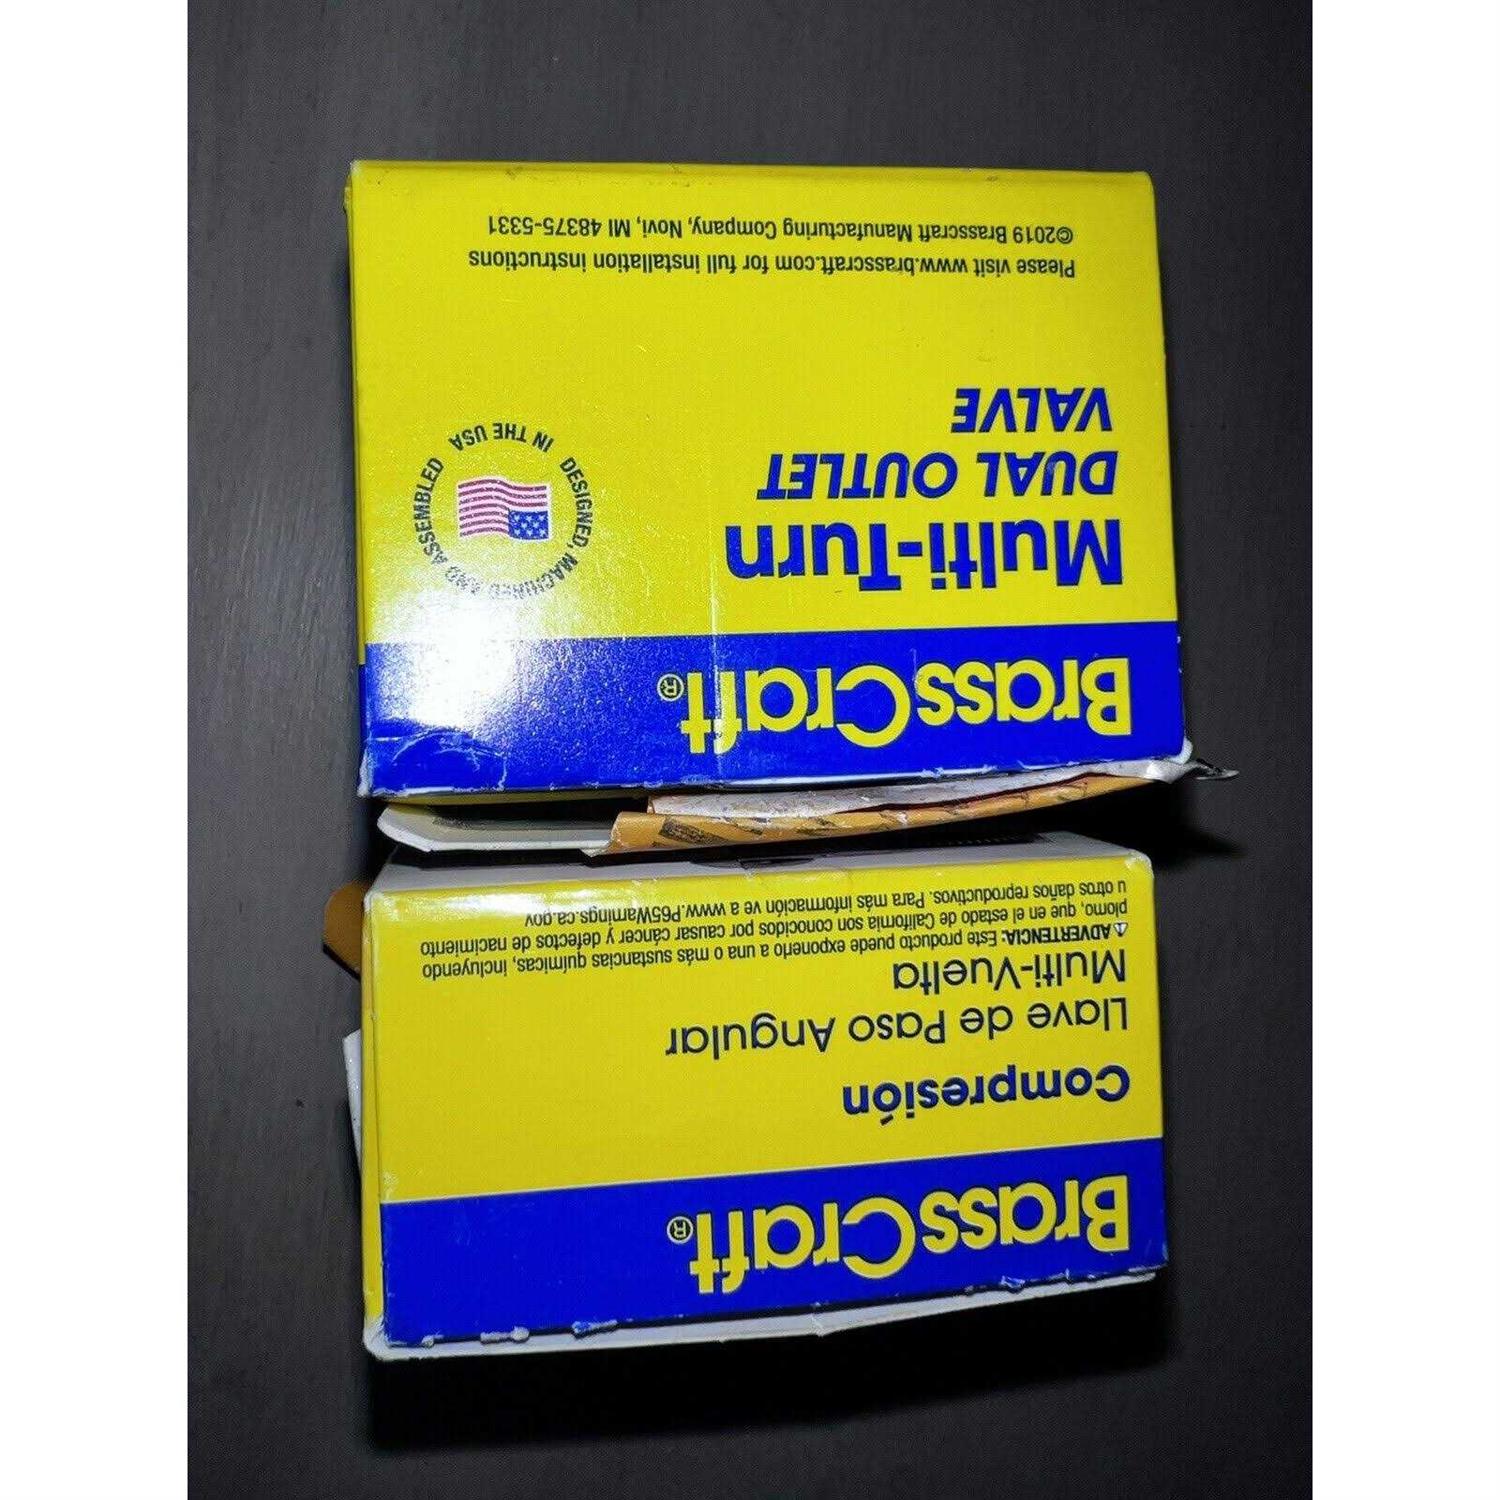 BrassCraft®
Compresión
Llave de Paso Angular
Multi-Vuelta
⚠ ADVERTENCIA: Este producto puede exponerlo a una o más sustancias químicas, incluyendo
plomo, que en el estado de California son conocidos por causar cáncer y defectos de nacimiento
u otros daños reproductivos. Para más información ve a www.P65Warnings.ca.gov
BrassCraft®
Multi-Turn
DUAL OUTLET
VALVE
DESIGNED, MACHINED AND ASSEMBLED
IN THE USA
Please visit www.brasscraft.com for full installation instructions
©2019 Brasscraft Manufacturing Company, Novi, MI 48375-5331